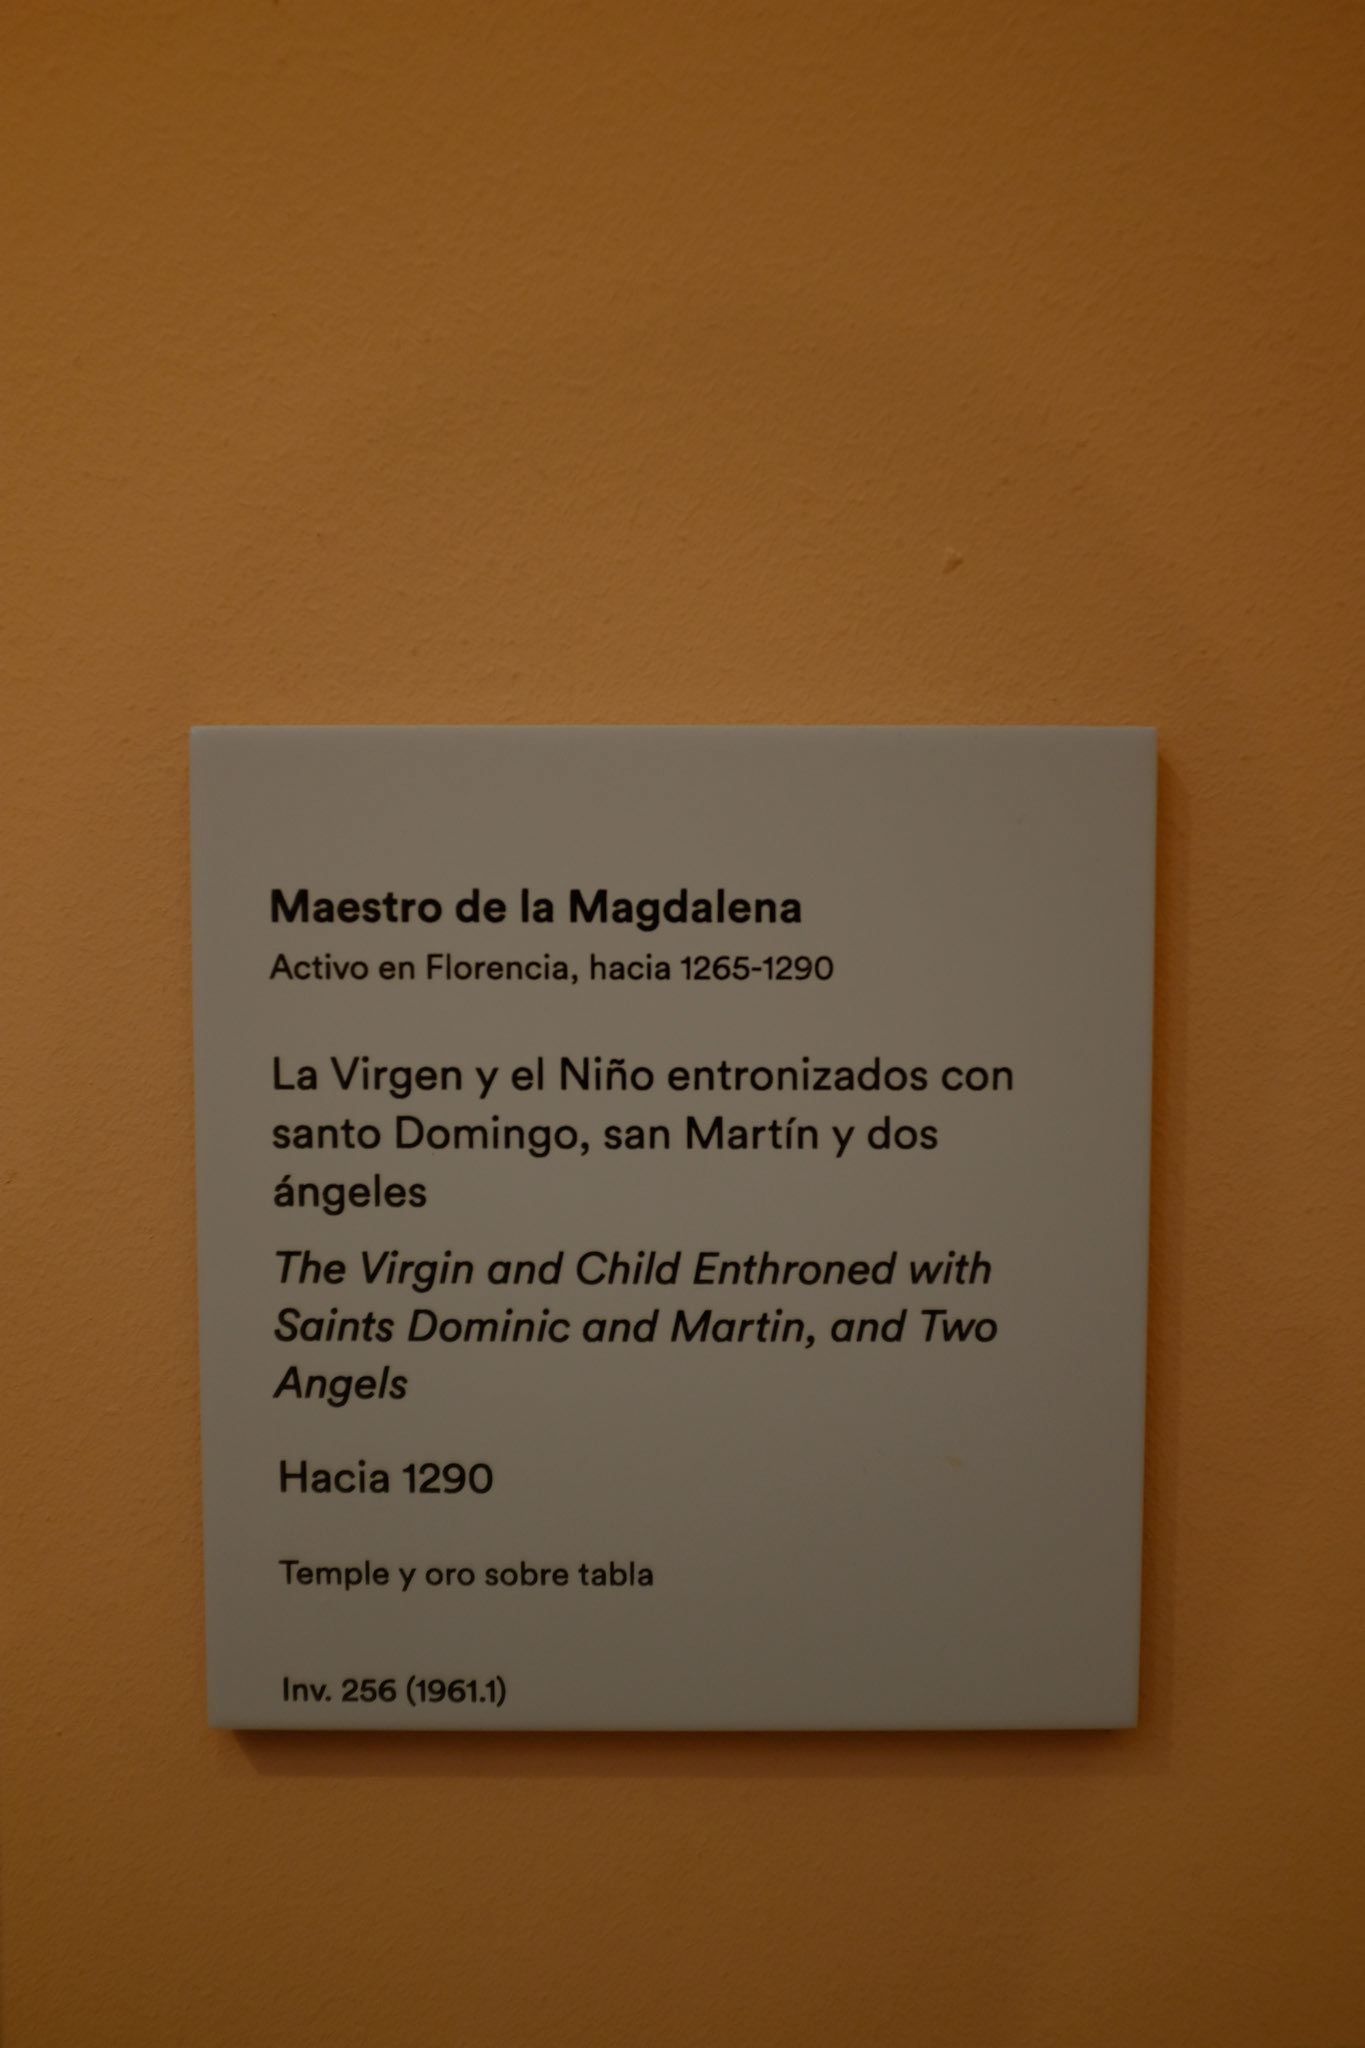 Maestro de la Magdalena
Activo en Florencia, hacia 1265-1290
La Virgen y el Niño entronizados con
santo Domingo, san Martín y dos
ángeles
The Virgin and Child Enthroned with
Saints Dominic and Martin, and Two
Angels
Hacia 1290
Temple y oro sobre tabla
Inv. 256 (1961.1)